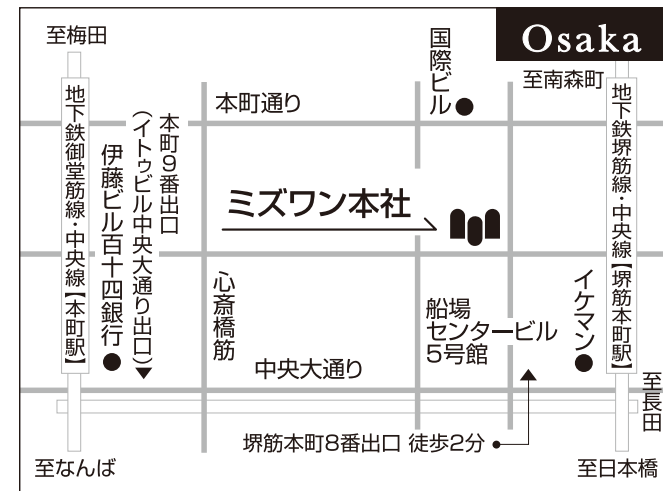 Osaka
至梅田
国際ビル
至南森町
本町通り
地下鉄御堂筋線・中央線【本町駅】
伊藤ビル百十四銀行
本町9番出口
(イトゥビル中央大通り出口)
ミズワン本社
地下鉄堺筋線・中央線【堺筋本町駅】
心斎橋筋
船場
センタービル
5号館
イケマン
中央大通り
至長田
堺筋本町8番出口 徒歩2分
至なんば
至日本橋